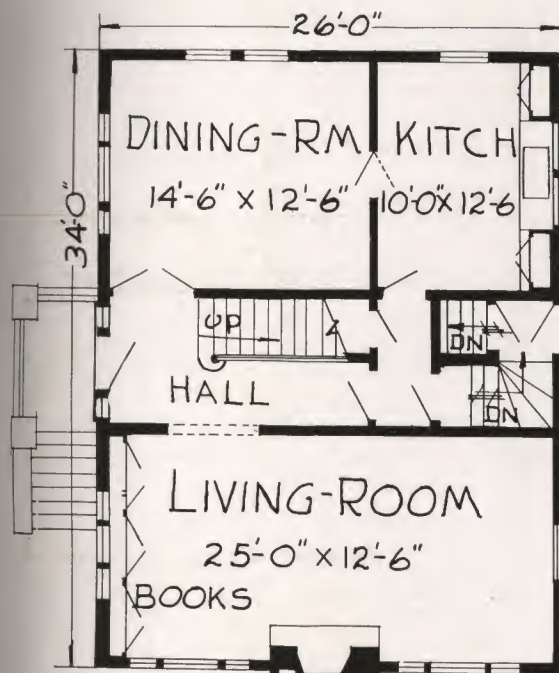 26'-0"
34'-0"
DINING-RM
14'-6" X 12'-6"
KITCH
10'-0" X 12'-6
UP
DN
HALL
DN
LIVING-ROOM
25'-0" X 12'-6"
BOOKS